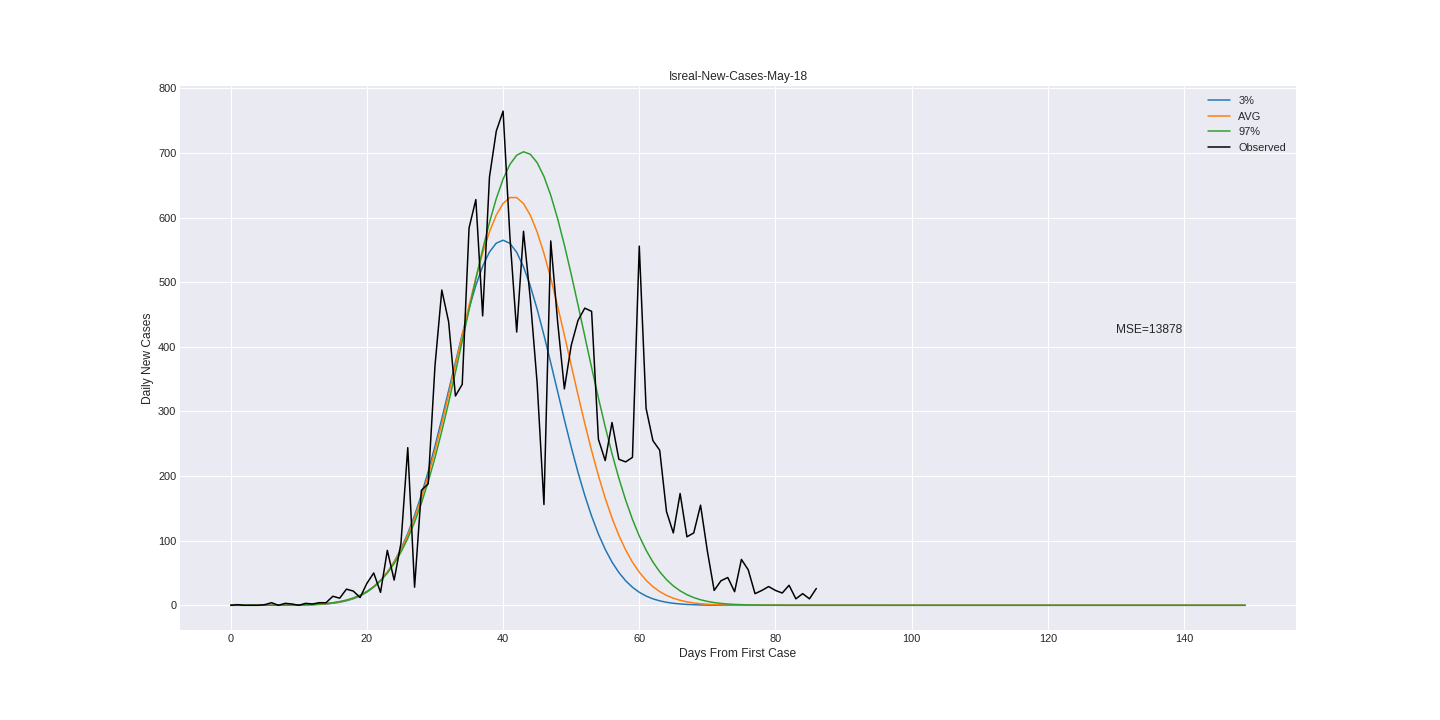 Isreal-New-Cases-May-18
800
700
600
500
400
300
200
100
0
Daily New Cases
3%
AVG
97%
Observed
MSE=13878
0 20 40 60 80 100 120 140
Days From First Case